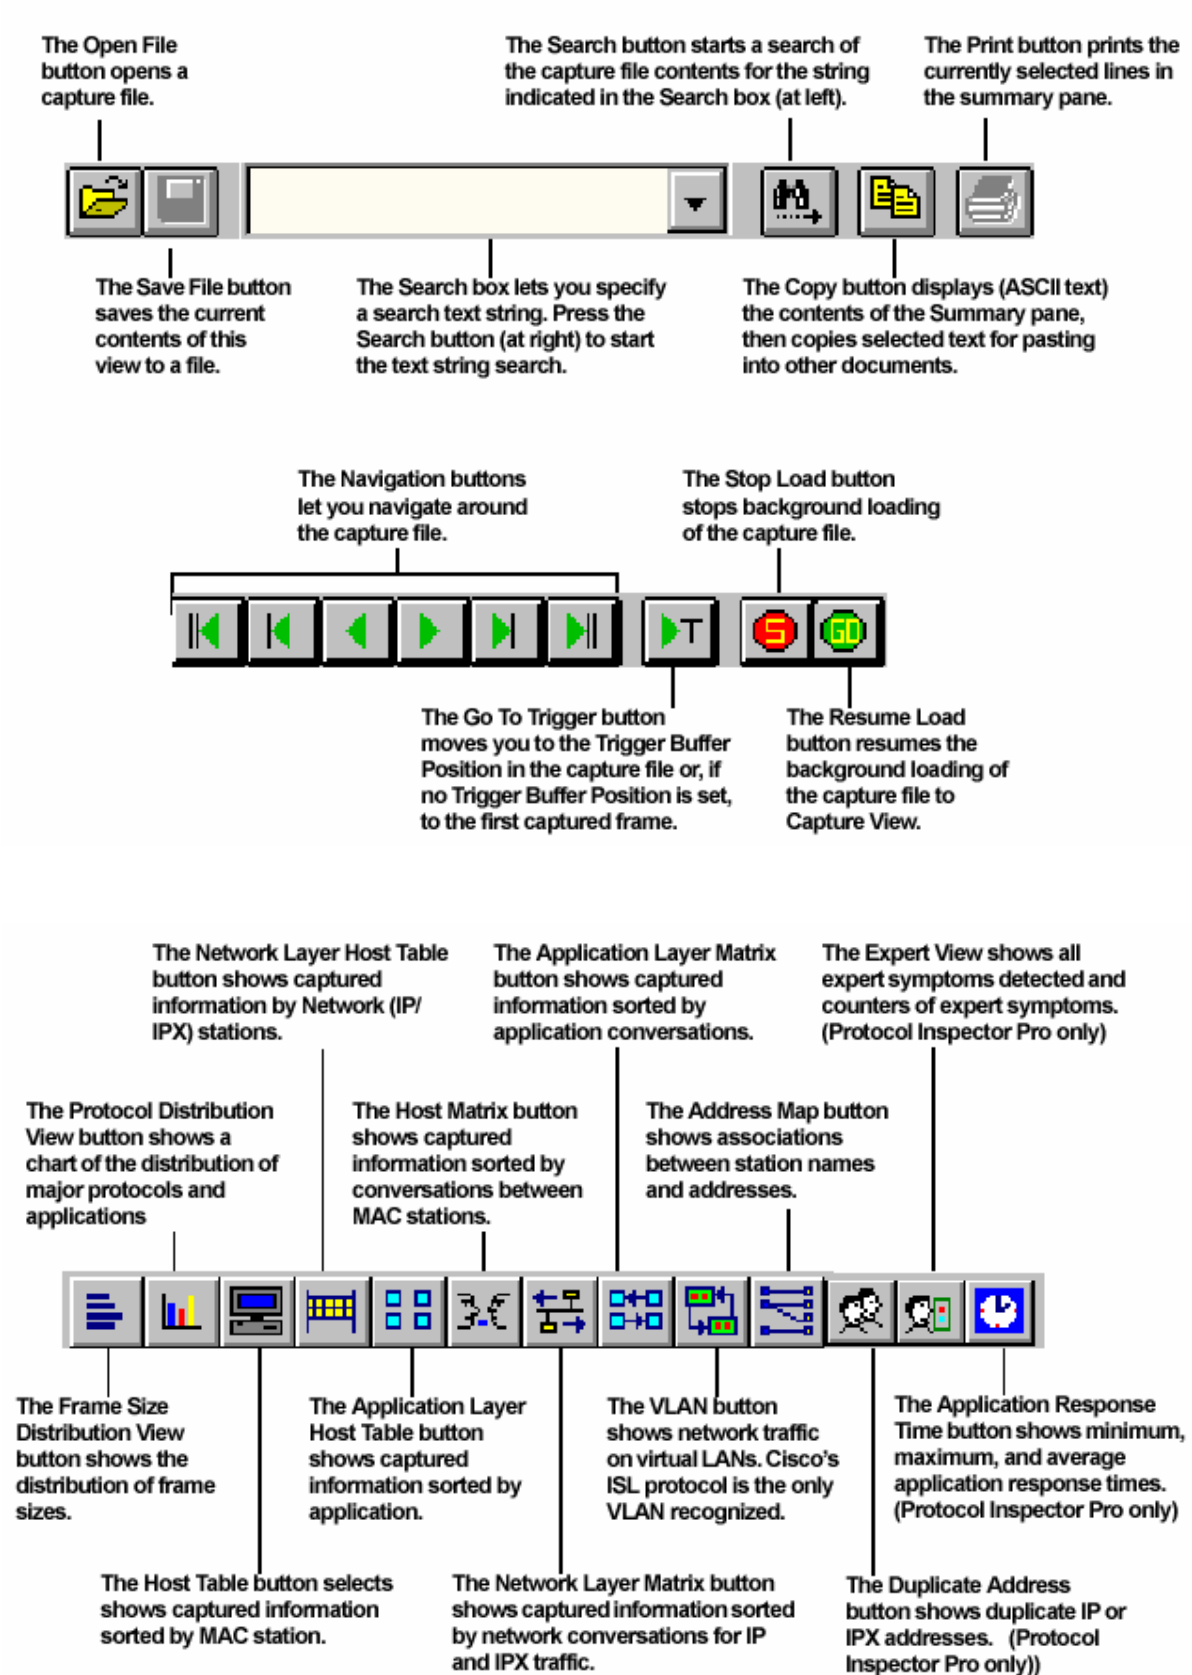 The Open File
button opens a
capture file.
The Search button starts a search of
the capture file contents for the string
indicated in the Search box (at left).
The Print button prints the
currently selected lines in
the summary pane.
The Save File button
saves the current
contents of this
view to a file.
The Search box lets you specify
a search text string. Press the
Search button (at right) to start
the text string search.
The Copy button displays (ASCII text)
the contents of the Summary pane,
then copies selected text for pasting
into other documents.
The Navigation buttons
let you navigate around
the capture file.
The Stop Load button
stops background loading
of the capture file.
T
S
GO
The Go To Trigger button
moves you to the Trigger Buffer
Position in the capture file or, if
no Trigger Buffer Position is set,
to the first captured frame.
The Resume Load
button resumes the
background loading of
the capture file to
Capture View.
The Network Layer Host Table
button shows captured
information by Network (IP/
IPX) stations.
The Application Layer Matrix
button shows captured
information sorted by
application conversations.
The Expert View shows all
expert symptoms detected and
counters of expert symptoms.
(Protocol Inspector Pro only)
The Protocol Distribution
View button shows a
chart of the distribution of
major protocols and
applications
The Host Matrix button
shows captured
information sorted by
conversations between
MAC stations.
The Address Map button
shows associations
between station names
and addresses.
The Frame Size
Distribution View
button shows the
distribution of frame
sizes.
The Application Layer
Host Table button
shows captured
information sorted by
application.
The VLAN button
shows network traffic
on virtual LANs. Cisco's
ISL protocol is the only
VLAN recognized.
The Application Response
Time button shows minimum,
maximum, and average
application response times.
(Protocol Inspector Pro only)
The Host Table button selects
shows captured information
sorted by MAC station.
The Network Layer Matrix button
shows captured information sorted
by network conversations for IP
and IPX traffic.
The Duplicate Address
button shows duplicate IP or
IPX addresses. (Protocol
Inspector Pro only))